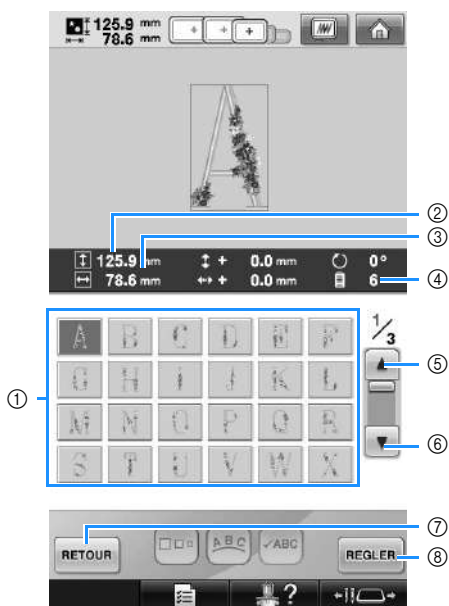 125.9 mm
78.6 mm
②
③
125.9 mm + 0.0 mm 0°
78.6 mm + 0.0 mm 6 ④
1/3
A B C D E F
⑤
G H I J K L
①
M N O P Q R
⑥
S T U V W X
⑦
A B C ✓ABC
RETOUR REGLER ⑧
?